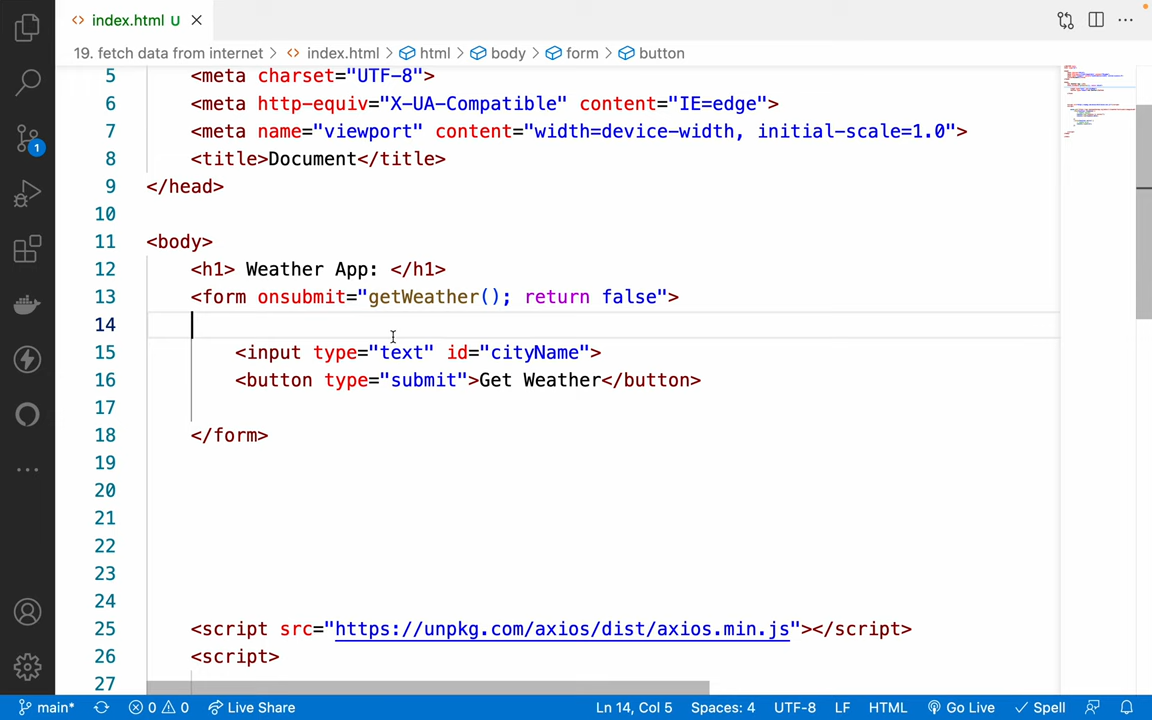 index.html U
19. fetch data from internet > index.html > html > body > form > button
5 <meta charset="UTF-8">
6 <meta http-equiv="X-UA-Compatible" content="IE=edge">
7 <meta name="viewport" content="width=device-width, initial-scale=1.0">
8 <title>Document</title>
9 </head>
10
11 <body>
12 <h1> Weather App: </h1>
13 <form onsubmit="getWeather(); return false">
14
15 <input type="text" id="cityName">
16 <button type="submit">Get Weather</button>
17
18 </form>
19
20
21
22
23
24
25 <script src="https://unpkg.com/axios/dist/axios.min.js"></script>
26 <script>
27
1
main* 0 0 Live Share Ln 14, Col 5 Spaces: 4 UTF-8 LF HTML Go Live Spell